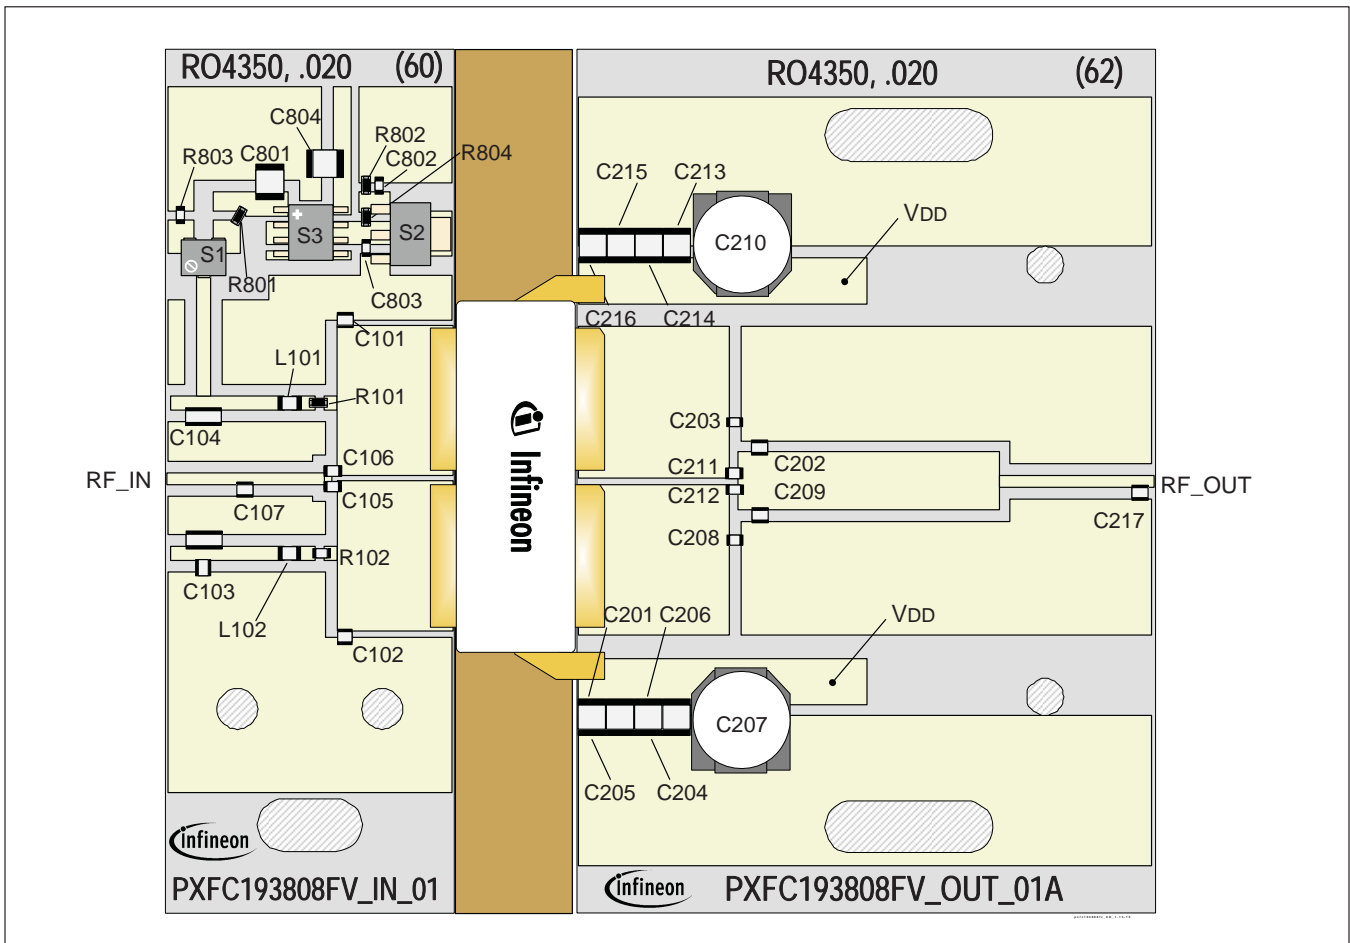 RO4350, .020 (60)
RO4350, .020 (62)
C804
R802
C802
R804
R803
C801
S3
S2
S1
R801
C803
C215
C213
C210
VDD
C216
C214
C101
L101
R101
C104
C203
C106
C211
C202
RF_IN
RF_OUT
C105
C212
C209
C107
C217
C208
R102
C103
L102
C102
Infineon
C201
C206
VDD
C207
C205
C204
infineon
PXFC193808FV_IN_01
infineon
PXFC193808FV_OUT_01A